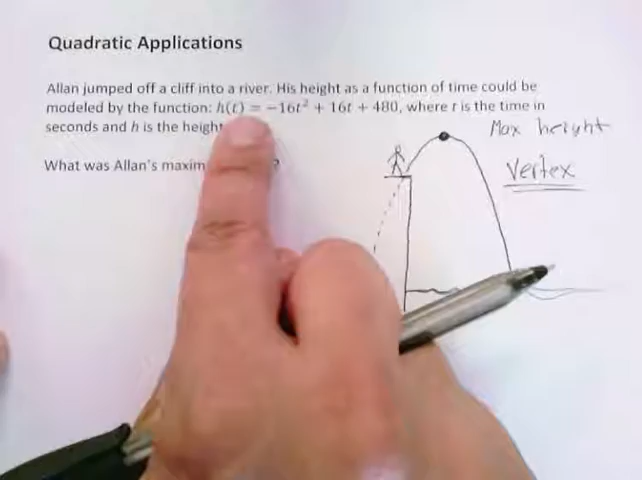 Quadratic Applications
Allan jumped off a cliff into a river. His height as a function of time could be
modeled by the function: h(t) = −16t² + 16t + 480, where t is the time in
seconds and h is the height
What was Allan's ?
Max height
Vertex